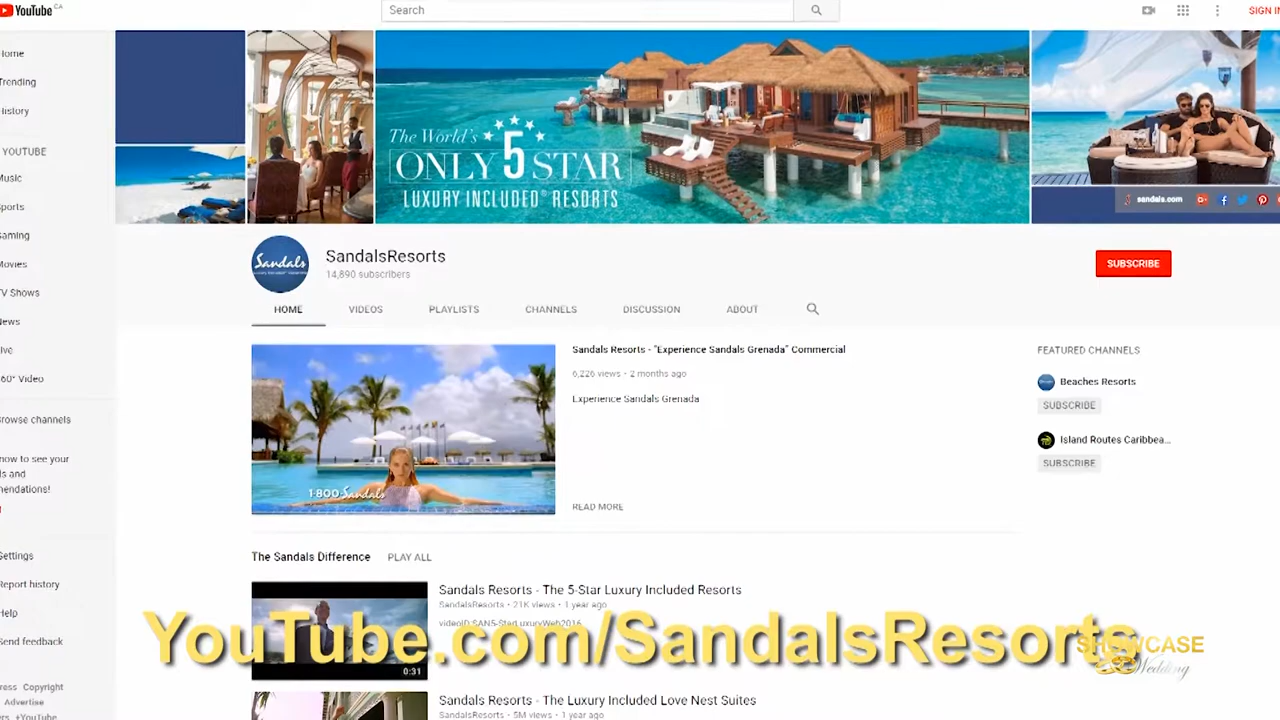 YouTube CA
Search
SIGN IN
Home
Trending
History
YOUTUBE
Music
Sports
Gaming
Movies
TV Shows
News
Live
360° Video
Browse channels
now to see your
and
mendations!
Settings
Report history
Help
Send feedback
Press Copyright
Advertise
+YouTube
The World's
ONLY 5 STAR
LUXURY INCLUDED® RESORTS
sandals.com
Sandals
SandalsResorts
14,890 subscribers
SUBSCRIBE
HOME VIDEOS PLAYLISTS CHANNELS DISCUSSION ABOUT
1-800 Sandals
Sandals Resorts - "Experience Sandals Grenada" Commercial
6,226 views • 2 months ago
Experience Sandals Grenada
READ MORE
FEATURED CHANNELS
Beaches Resorts
SUBSCRIBE
Island Routes Caribbea...
SUBSCRIBE
The Sandals Difference PLAY ALL
0:31
Sandals Resorts - The 5-Star Luxury Included Resorts
SandalsResorts • 21K views • 1 year ago
YouTube.com/SandalsResorts
SHOWCASE
Wedding
Sandals Resorts - The Luxury Included Love Nest Suites
SandalsResorts • 5M views • 1 year ago